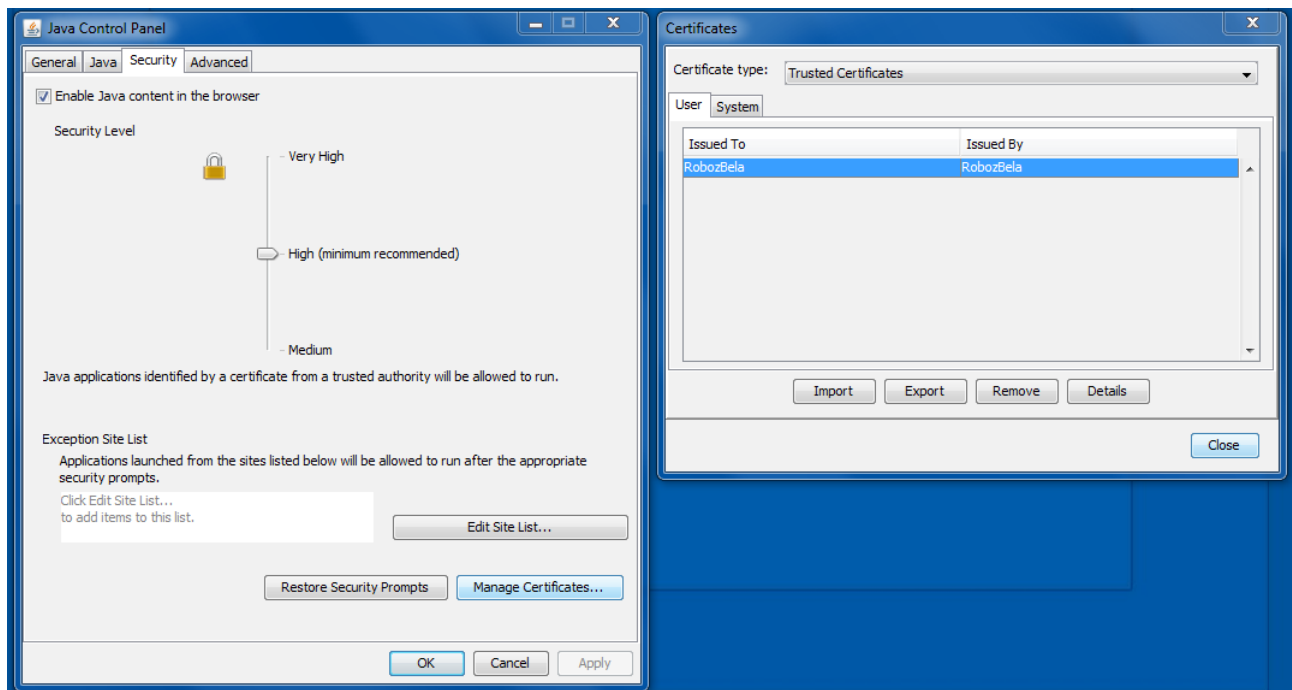 Java Control Panel
General Java Security Advanced
Enable Java content in the browser
Security Level
Very High
High (minimum recommended)
Medium
Java applications identified by a certificate from a trusted authority will be allowed to run.
Exception Site List
Applications launched from the sites listed below will be allowed to run after the appropriate
security prompts.
Click Edit Site List...
to add items to this list.
Edit Site List...
Restore Security Prompts Manage Certificates...
OK Cancel Apply
Certificates
Certificate type: Trusted Certificates
User System
Issued To Issued By
RobozBela RobozBela
Import Export Remove Details
Close